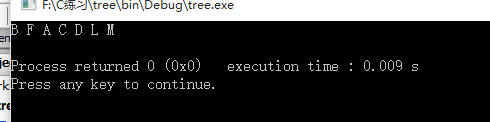 F:\C练习\tree\bin\Debug\tree.exe
B F A C D L M
Process returned 0 (0x0)   execution time : 0.009 s
Press any key to continue.